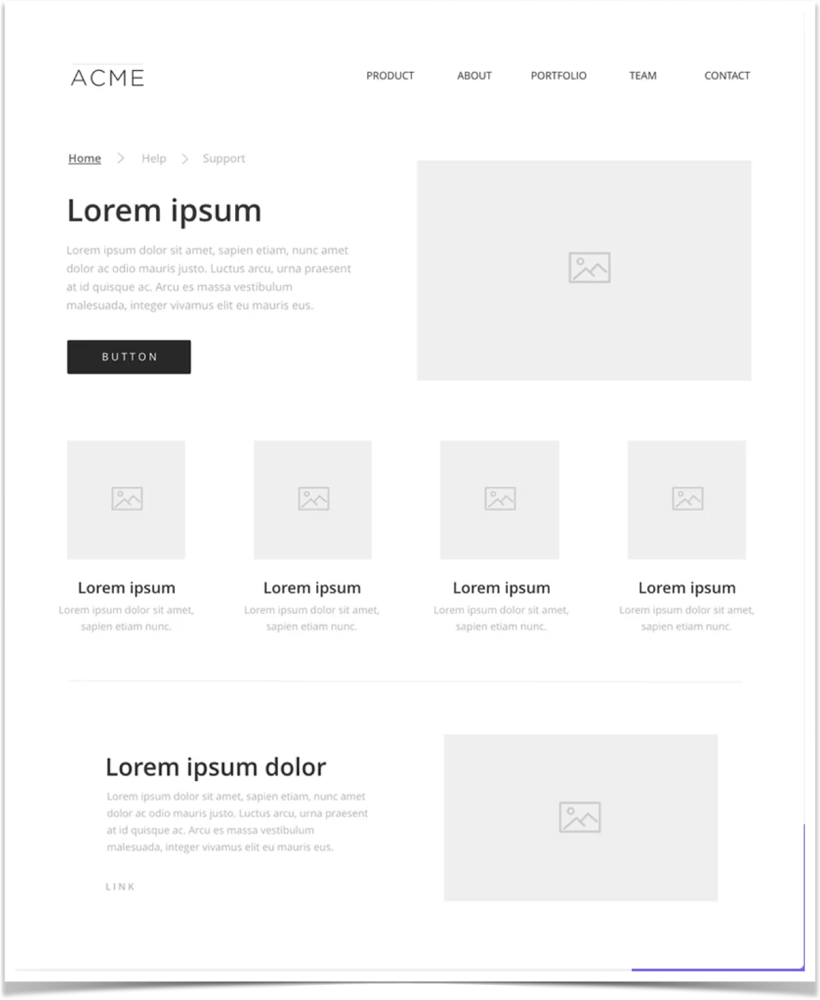 ACME
PRODUCT ABOUT PORTFOLIO TEAM CONTACT
Home Help Support
Lorem ipsum
Lorem ipsum dolor sit amet, sapien etiam, nunc amet
dolor ac odio mauris justo. Luctus arcu, urna praesent
at id quisque ac. Arcu es massa vestibulum
malesuada, integer vivamus elit eu mauris eus.
BUTTON
Lorem ipsum
Lorem ipsum dolor sit amet,
sapien etiam nunc.
Lorem ipsum
Lorem ipsum dolor sit amet,
sapien etiam nunc.
Lorem ipsum
Lorem ipsum dolor sit amet,
sapien etiam nunc.
Lorem ipsum
Lorem ipsum dolor sit amet,
sapien etiam nunc.
Lorem ipsum dolor
Lorem ipsum dolor sit amet, sapien etiam, nunc amet
dolor ac odio mauris justo. Luctus arcu, urna praesent
at id quisque ac. Arcu es massa vestibulum
malesuada, integer vivamus elit eu mauris eus.
LINK